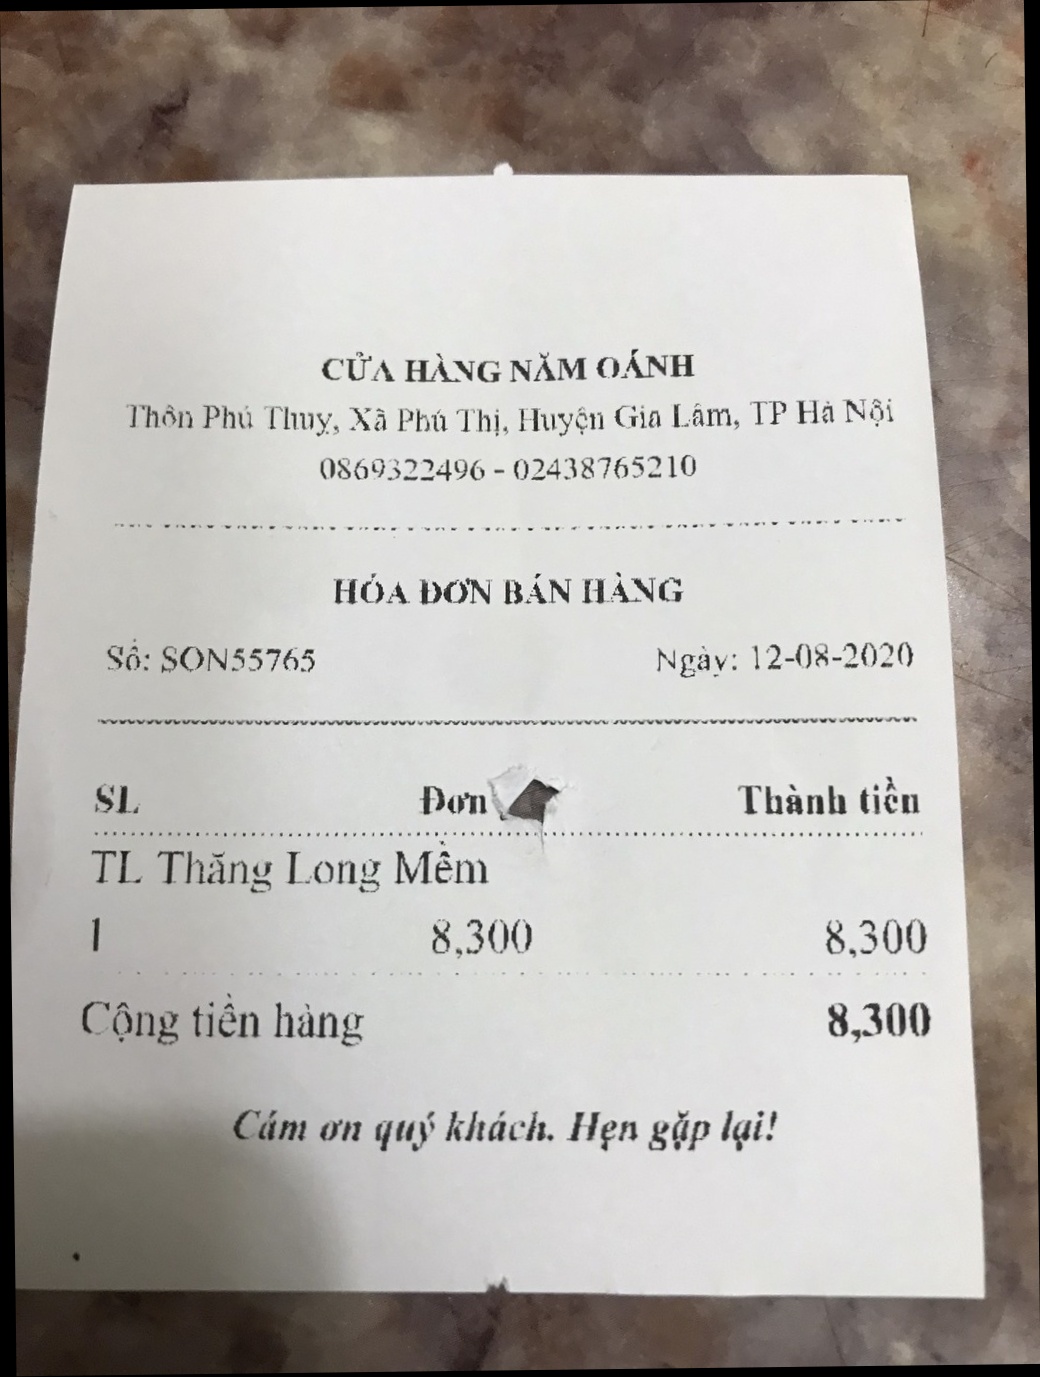 CỬA HÀNG NĂM OÁNH
Thôn Phú Thuỵ, Xã Phú Thị, Huyện Gia Lâm, TP Hà Nội
0869322496 - 02438765210
HÓA ĐƠN BÁN HÀNG
Số: SON55765 Ngày: 12-08-2020
SL Đơn Thành tiền
TL Thăng Long Mềm
1 8,300 8,300
Cộng tiền hàng 8,300
Cám ơn quý khách. Hẹn gặp lại!